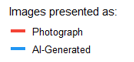 Images presented as:
Photograph
AI-Generated